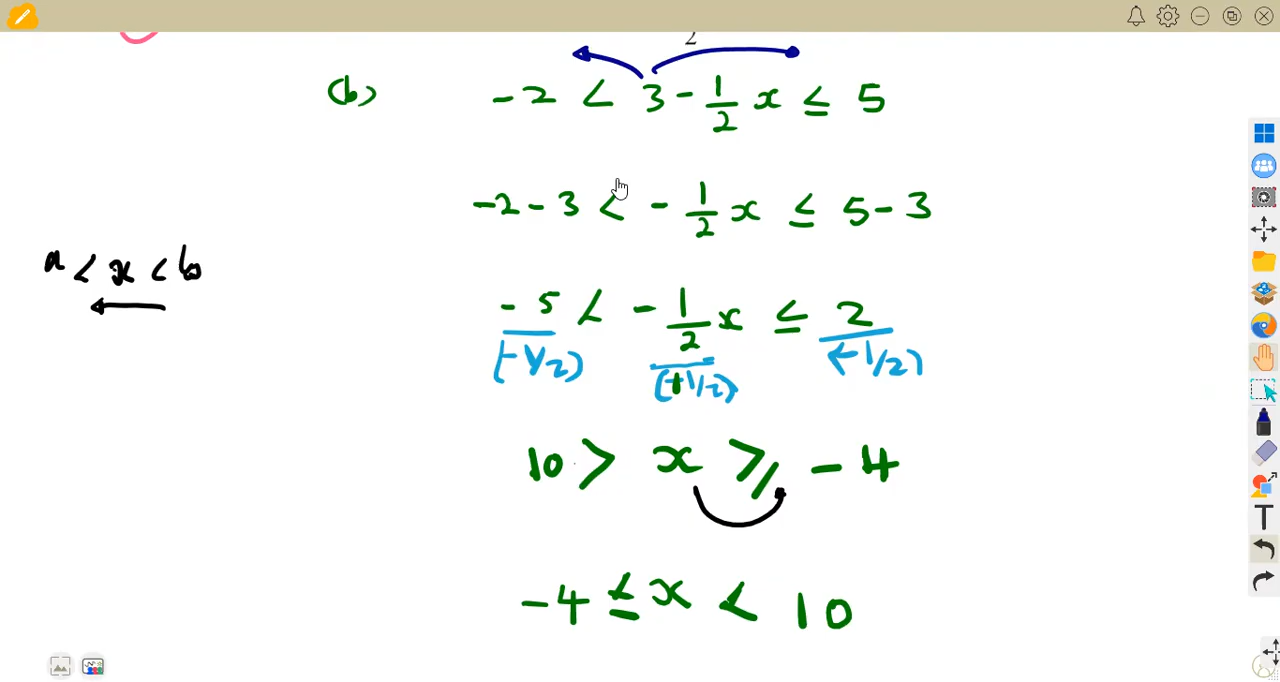 2
(b) -2 < 3 - 1/2 x ≤ 5
-2 - 3 < - 1/2 x ≤ 5 - 3
a < x < b
-5 < - 1/2 x ≤ 2
(-1/2) (-1/2) (-1/2)
10 > x ≥ -4
-4 ≤ x < 10
T